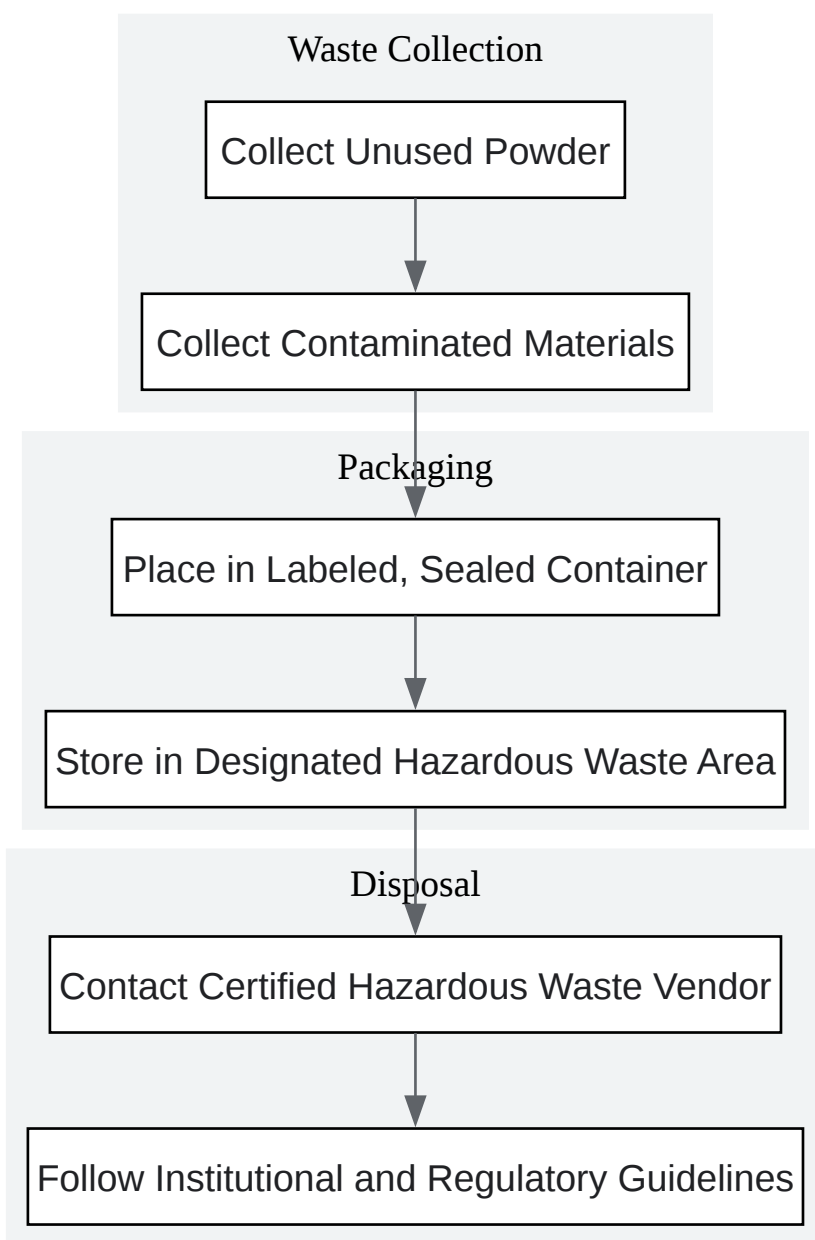 Waste Collection
Collect Unused Powder
Collect Contaminated Materials
Packaging
Place in Labeled, Sealed Container
Store in Designated Hazardous Waste Area
Disposal
Contact Certified Hazardous Waste Vendor
Follow Institutional and Regulatory Guidelines